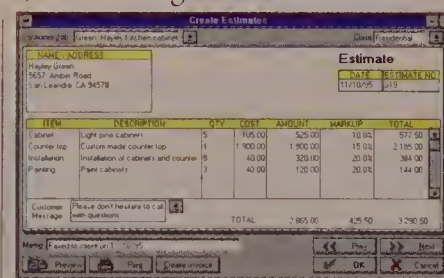 Create Estimates
Customer:Job Green, Hayley:Kitchen cabinet Class Residential
Estimate
NAME / ADDRESS
Hayley Green
5657 Amber Road
San Leandro CA 94578
DATE ESTIMATE NO.
11/10/95 613
ITEM DESCRIPTION QTY COST AMOUNT MARKUP TOTAL
Cabinet Light pine cabinets 5 105.00 525.00 10.0% 577.50
Counter top Custom made counter top 1 1 900.00 1 900.00 15.0% 2 185.00
Installation Installation of cabinets and counter 8 40.00 320.00 20.0% 384.00
Painting Paint cabinets 3 40.00 120.00 20.0% 144.00
Customer Message Please don't hesitate to call with questions
TOTAL 2 865.00 425.50 3 290.50
Memo Faxed to client on
Prev Next
Preview Print Create Invoice OK Cancel